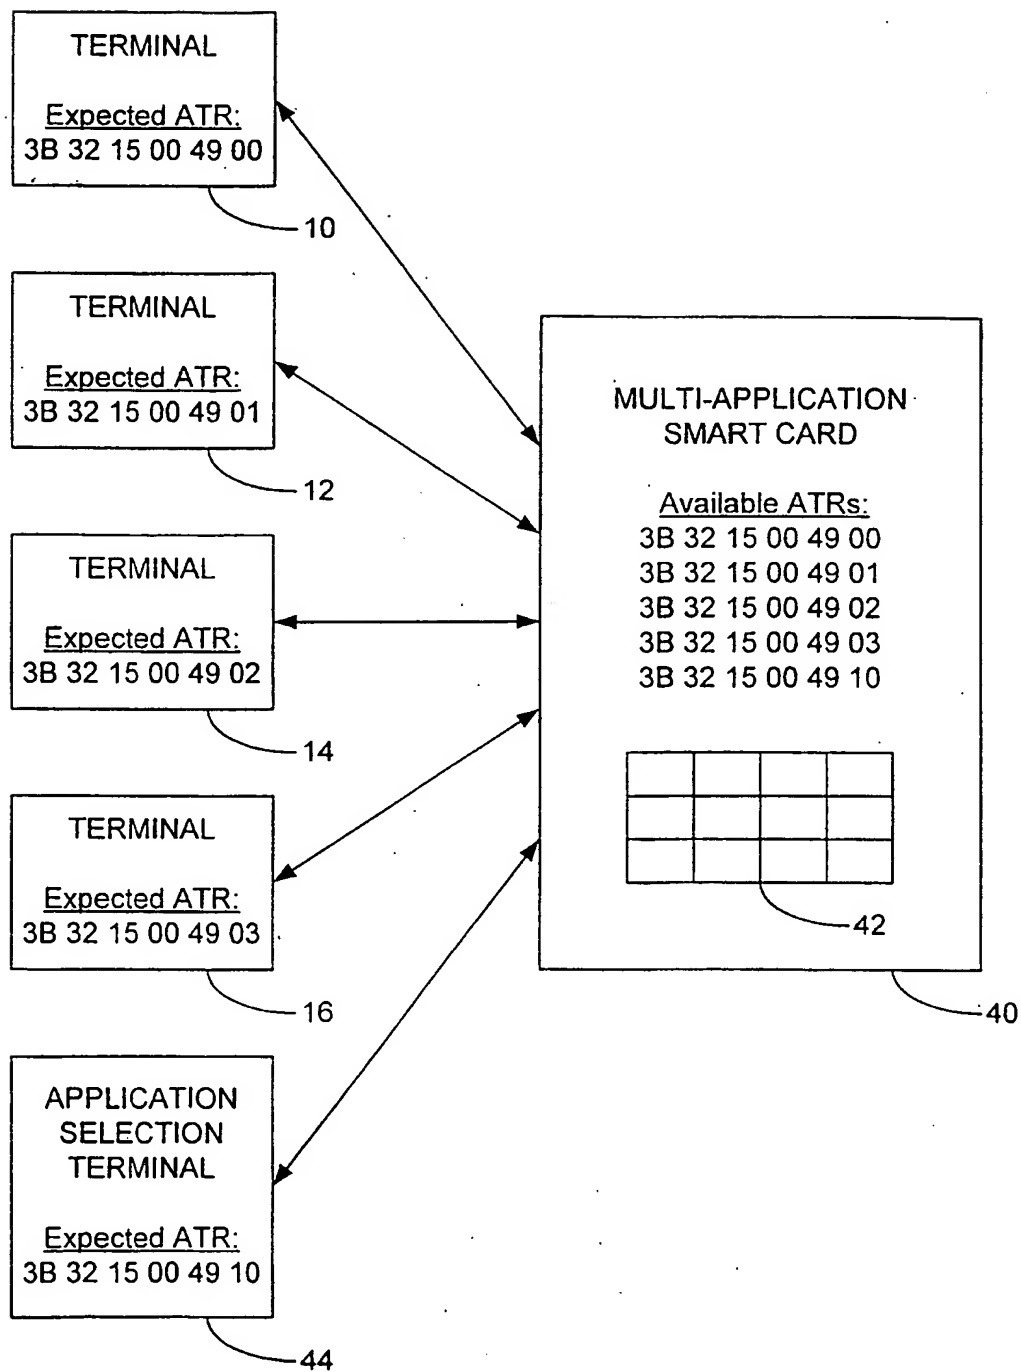 TERMINAL
Expected ATR:
3B 32 15 00 49 00
10
TERMINAL
Expected ATR:
3B 32 15 00 49 01
12
TERMINAL
Expected ATR:
3B 32 15 00 49 02
14
TERMINAL
Expected ATR:
3B 32 15 00 49 03
16
APPLICATION
SELECTION
TERMINAL
Expected ATR:
3B 32 15 00 49 10
44
MULTI-APPLICATION
SMART CARD
Available ATRs:
3B 32 15 00 49 00
3B 32 15 00 49 01
3B 32 15 00 49 02
3B 32 15 00 49 03
3B 32 15 00 49 10
42
40